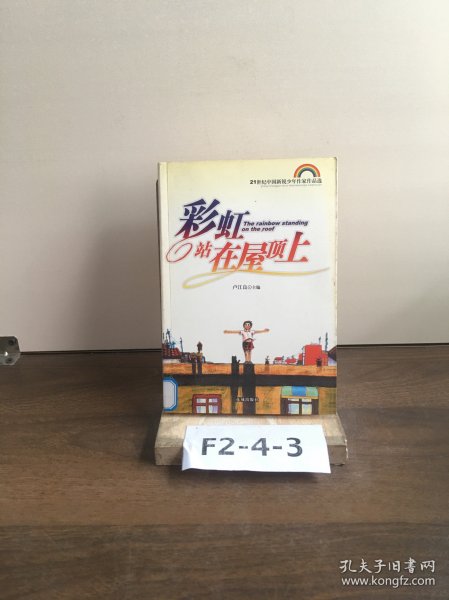 21世纪中国新锐少年作家作品选
彩虹
The rainbow standing
on the roof
站在屋顶上
卢江良◎主编
F2-4-3
孔夫子旧书网
www.kongfz.com